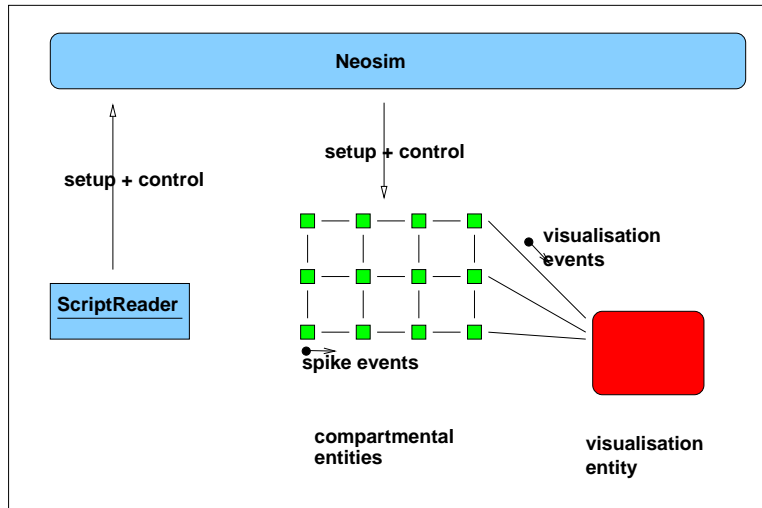 Neosim
setup + control
setup + control
visualisation
events
ScriptReader
spike events
compartmental
entities
visualisation
entity